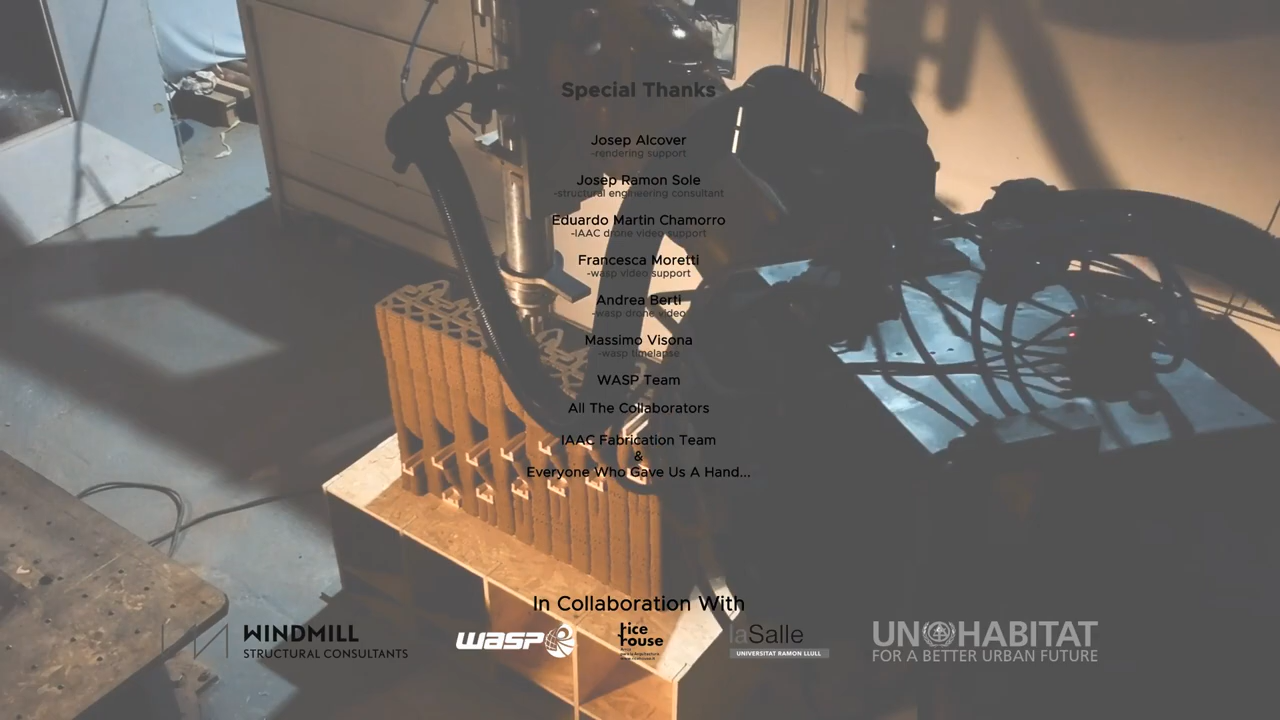 Special Thanks
Josep Alcover
-rendering support
Josep Ramon Sole
-structural engineering consultant
Eduardo Martin Chamorro
-IAAC drone video support
Francesca Moretti
-wasp video support
Andrea Berti
-wasp drone video
Massimo Visona
-wasp timelapse
WASP Team
All The Collaborators
IAAC Fabrication Team
&
Everyone Who Gave Us A Hand...
In Collaboration With
WINDMILL
STRUCTURAL CONSULTANTS
WASP
rice
house
laSalle
UNIVERSITAT RAMON LLULL
UN HABITAT
FOR A BETTER URBAN FUTURE